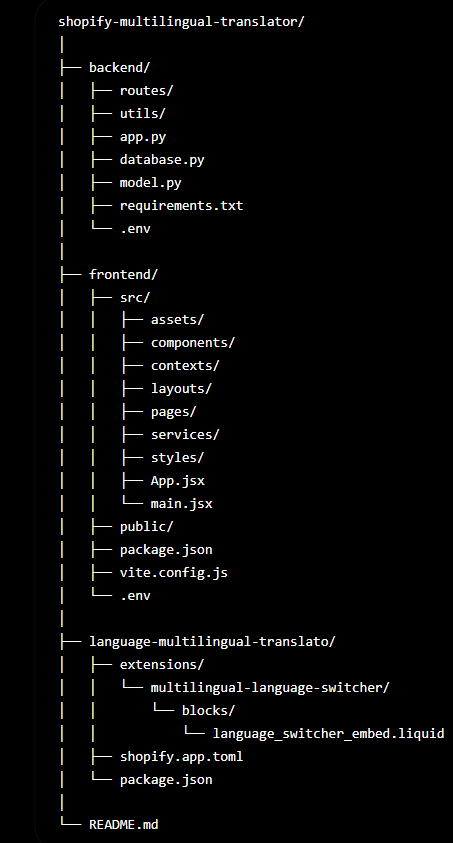 shopify-multilingual-translator/
│
├── backend/
│   ├── routes/
│   ├── utils/
│   ├── app.py
│   ├── database.py
│   ├── model.py
│   ├── requirements.txt
│   └── .env
│
├── frontend/
│   ├── src/
│   │   ├── assets/
│   │   ├── components/
│   │   ├── contexts/
│   │   ├── layouts/
│   │   ├── pages/
│   │   ├── services/
│   │   ├── styles/
│   │   ├── App.jsx
│   │   └── main.jsx
│   ├── public/
│   ├── package.json
│   ├── vite.config.js
│   └── .env
│
├── language-multilingual-translato/
│   ├── extensions/
│   │   └── multilingual-language-switcher/
│   │       └── blocks/
│   │           └── language_switcher_embed.liquid
│   ├── shopify.app.toml
│   └── package.json
│
└── README.md